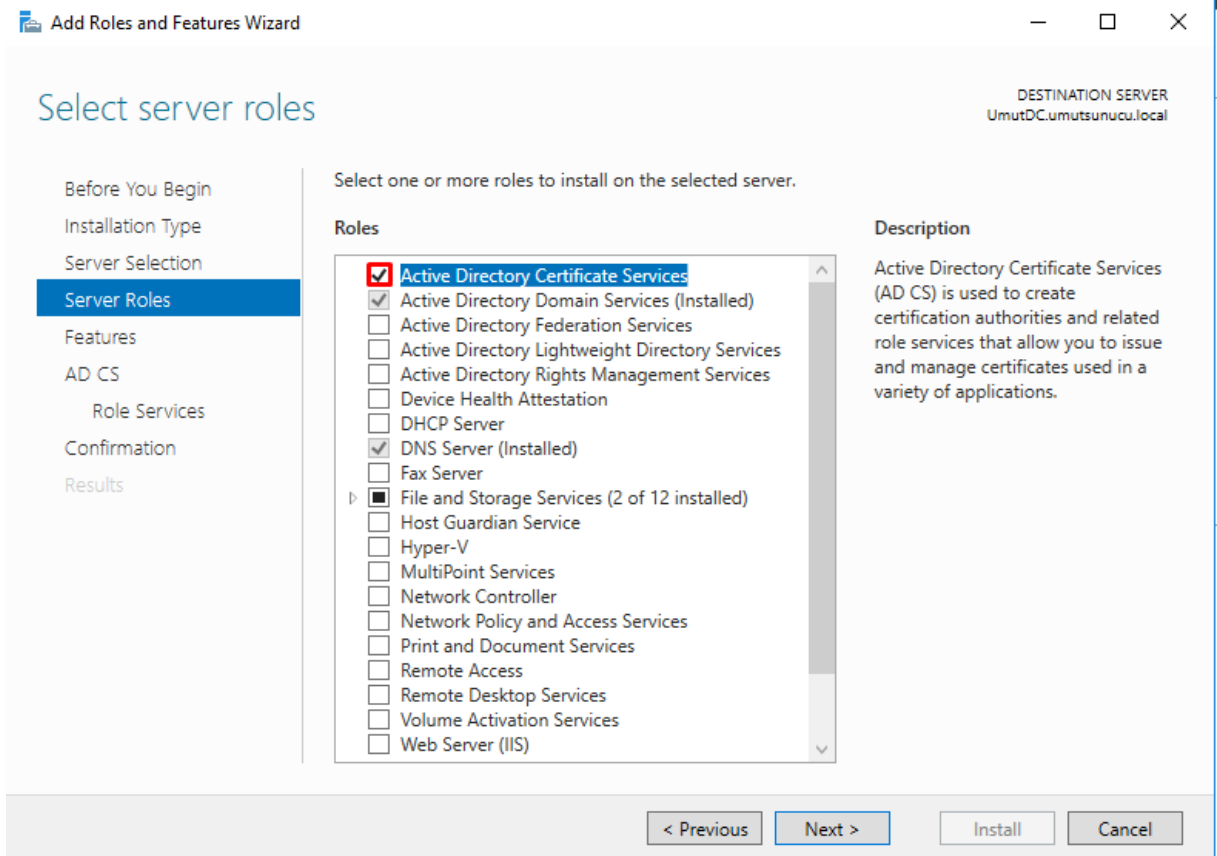 Add Roles and Features Wizard
Select server roles
DESTINATION SERVER
UmutDC.umutsunucu.local
Before You Begin
Installation Type
Server Selection
Server Roles
Features
AD CS
Role Services
Confirmation
Results
Select one or more roles to install on the selected server.
Roles
Active Directory Certificate Services
Active Directory Domain Services (Installed)
Active Directory Federation Services
Active Directory Lightweight Directory Services
Active Directory Rights Management Services
Device Health Attestation
DHCP Server
DNS Server (Installed)
Fax Server
File and Storage Services (2 of 12 installed)
Host Guardian Service
Hyper-V
MultiPoint Services
Network Controller
Network Policy and Access Services
Print and Document Services
Remote Access
Remote Desktop Services
Volume Activation Services
Web Server (IIS)
Description
Active Directory Certificate Services
(AD CS) is used to create
certification authorities and related
role services that allow you to issue
and manage certificates used in a
variety of applications.
< Previous
Next >
Install
Cancel